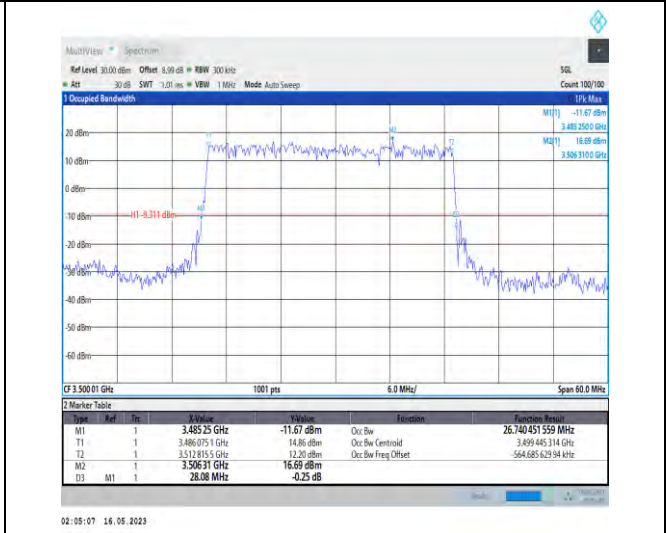 MultiView Spectrum
Ref Level 30.00 dBm Offset 8.99 dB RBW 300 kHz SGL
Att 30 dB SWT 1.01 ms VBW 1 MHz Mode Auto Sweep Count 100/100
1 Occupied Bandwidth 1Pk Max
M1[1] -11.67 dBm
3.485 2500 GHz
M2[1] 16.69 dBm
3.506 3100 GHz
20 dBm
10 dBm
0 dBm
-10 dBm
H1 -9.311 dBm
-20 dBm
-30 dBm
-40 dBm
-50 dBm
-60 dBm
M2
T1
T2
CF 3.500 01 GHz 1001 pts 6.0 MHz/ Span 60.0 MHz
2 Marker Table
Type Ref Trc X-Value Y-Value Function Function Result
M1 1 3.485 25 GHz -11.67 dBm Occ Bw 26.740 451 559 MHz
T1 1 3.486 075 1 GHz 14.86 dBm Occ Bw Centroid 3.499 445 314 GHz
T2 1 3.512 815 5 GHz 12.20 dBm Occ Bw Freq Offset -564.685 629 94 kHz
M2 1 3.506 31 GHz 16.69 dBm
D3 M1 1 28.08 MHz -0.25 dB
02:05:07 16.05.2023